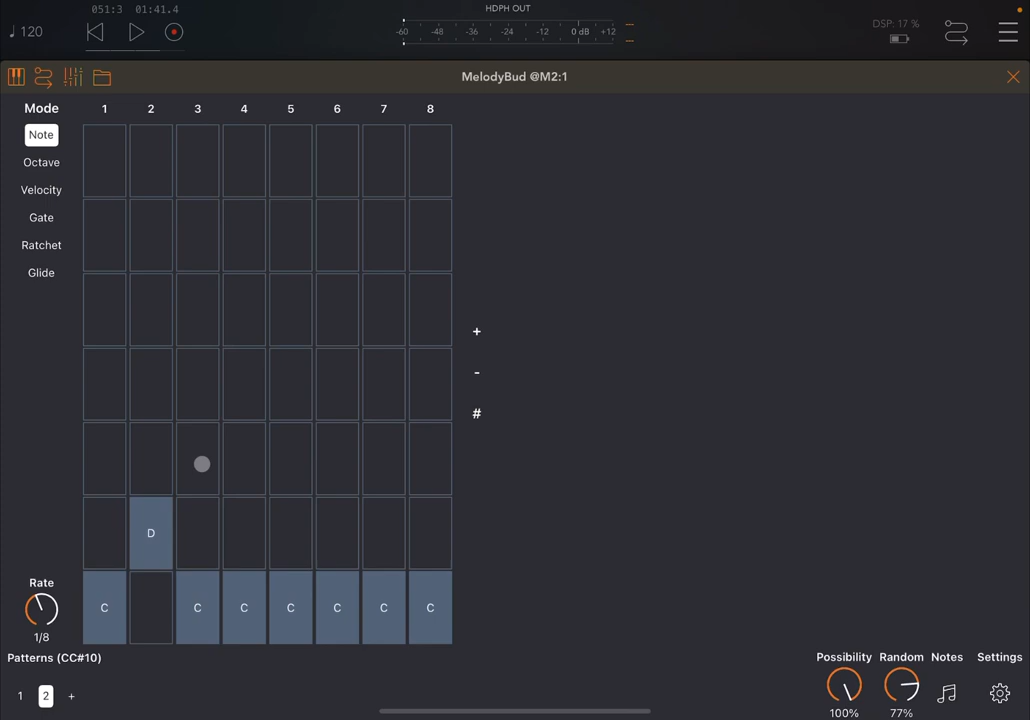 120
051:3 01:41.4
HDPH OUT
-60 -48 -36 -24 -12 0 dB +12
DSP: 17 %
MelodyBud @M2:1
Mode 1 2 3 4 5 6 7 8
Note
Octave
Velocity
Gate
Ratchet
Glide
+
-
#
D
C C C C C C C
Rate
1/8
Patterns (CC#10)
1 2 +
Possibility Random Notes Settings
100% 77%